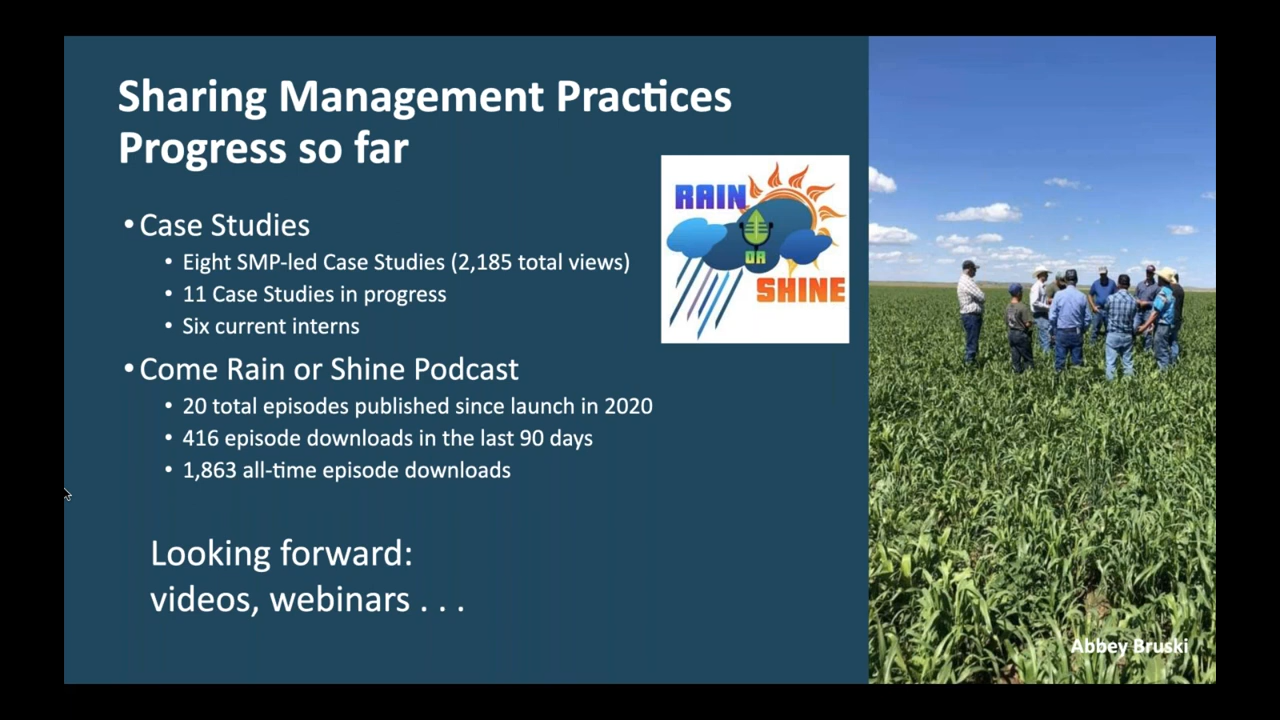 Sharing Management Practices
Progress so far
• Case Studies
• Eight SMP-led Case Studies (2,185 total views)
• 11 Case Studies in progress
• Six current interns
RAIN
OR
SHINE
• Come Rain or Shine Podcast
• 20 total episodes published since launch in 2020
• 416 episode downloads in the last 90 days
• 1,863 all-time episode downloads
Looking forward:
videos, webinars . . .
Abbey Bruski